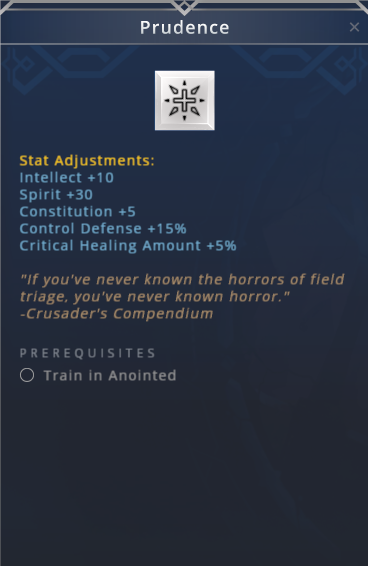 Prudence
Stat Adjustments:
Intellect +10
Spirit +30
Constitution +5
Control Defense +15%
Critical Healing Amount +5%
"If you've never known the horrors of field
triage, you've never known horror."
-Crusader's Compendium
PREREQUISITES
Train in Anointed